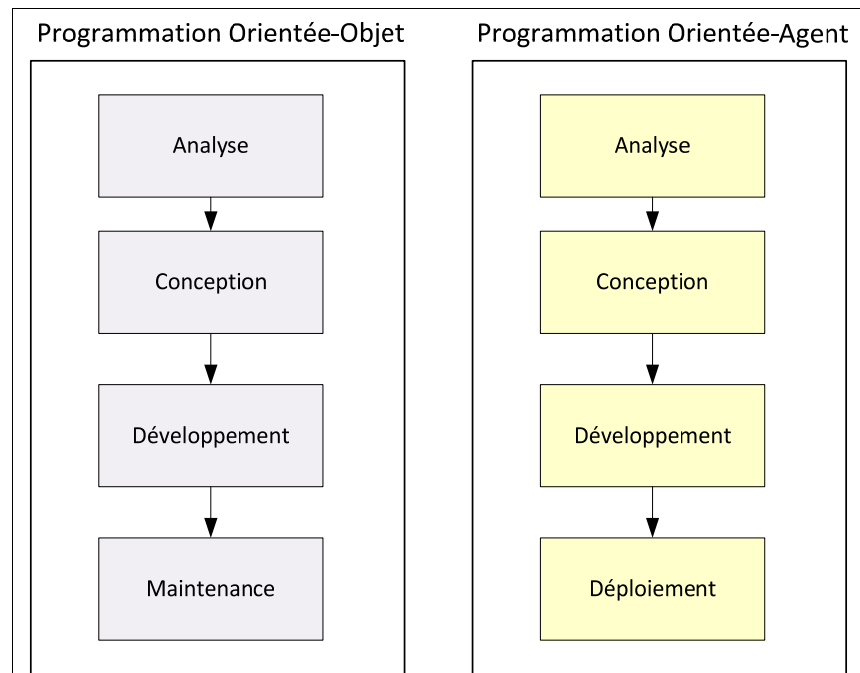 Programmation Orientée-Objet
Analyse
Conception
Développement
Maintenance
Programmation Orientée-Agent
Analyse
Conception
Développement
Déploiement